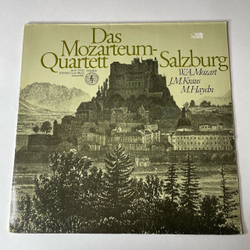 Das
Mozarteum-
Quartett Salzburg
W.A. Mozart
J.M. Kraus
M. Haydn